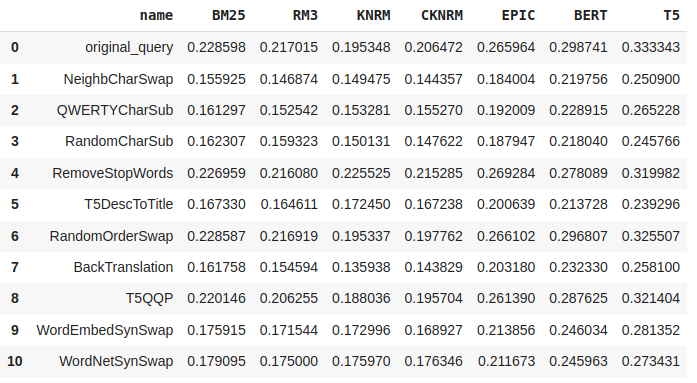 name BM25 RM3 KNRM CKNRM EPIC BERT T5
0 original_query 0.228598 0.217015 0.195348 0.206472 0.265964 0.298741 0.333343
1 NeighbCharSwap 0.155925 0.146874 0.149475 0.144357 0.184004 0.219756 0.250900
2 QWERTYCharSub 0.161297 0.152542 0.153281 0.155270 0.192009 0.228915 0.265228
3 RandomCharSub 0.162307 0.159323 0.150131 0.147622 0.187947 0.218040 0.245766
4 RemoveStopWords 0.226959 0.216080 0.225525 0.215285 0.269284 0.278089 0.319982
5 T5DescToTitle 0.167330 0.164611 0.172450 0.167238 0.200639 0.213728 0.239296
6 RandomOrderSwap 0.228587 0.216919 0.195337 0.197762 0.266102 0.296807 0.325507
7 BackTranslation 0.161758 0.154594 0.135938 0.143829 0.203180 0.232330 0.258100
8 T5QQP 0.220146 0.206255 0.188036 0.195704 0.261390 0.287625 0.321404
9 WordEmbedSynSwap 0.175915 0.171544 0.172996 0.168927 0.213856 0.246034 0.281352
10 WordNetSynSwap 0.179095 0.175000 0.175970 0.176346 0.211673 0.245963 0.273431